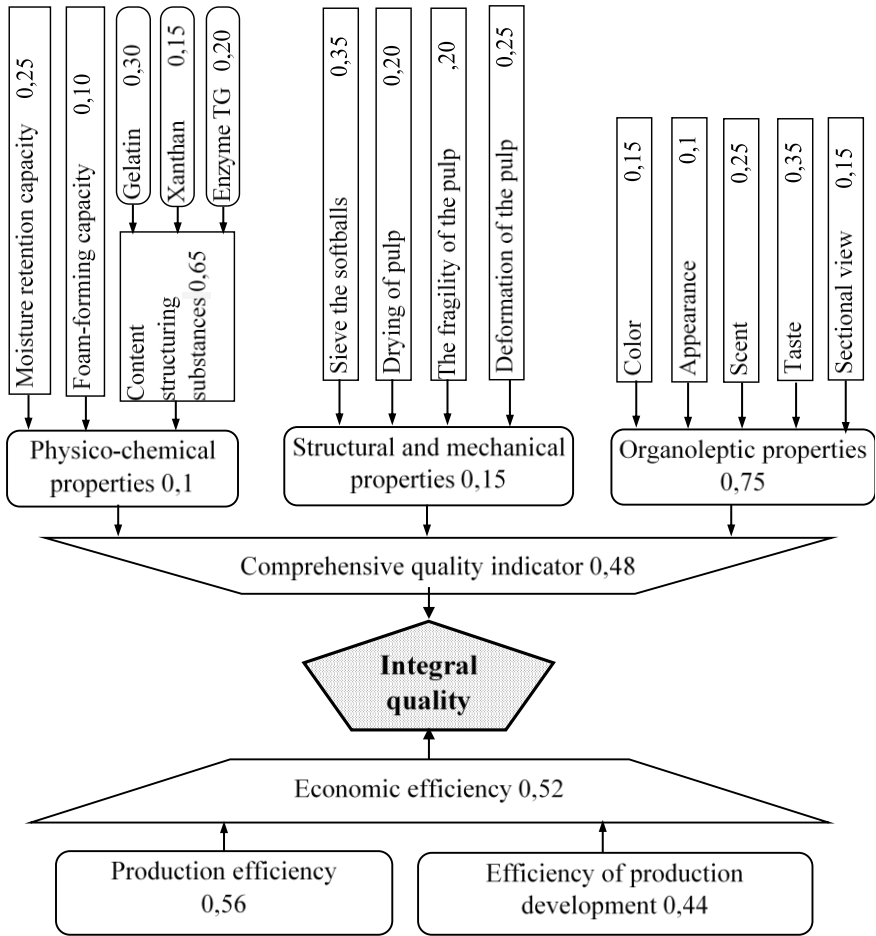 Moisture retention capacity 0,25
Foam-forming capacity 0,10
Gelatin 0,30
Xanthan 0,15
Enzyme TG 0,20
Content
structuring
substances 0,65
Sieve the softballs 0,35
Drying of pulp 0,20
The fragility of the pulp ,20
Deformation of the pulp 0,25
Color 0,15
Appearance 0,1
Scent 0,25
Taste 0,35
Sectional view 0,15
Physico-chemical
properties 0,1
Structural and mechanical
properties 0,15
Organoleptic properties
0,75
Comprehensive quality indicator 0,48
Integral
quality
Economic efficiency 0,52
Production efficiency
0,56
Efficiency of production
development 0,44